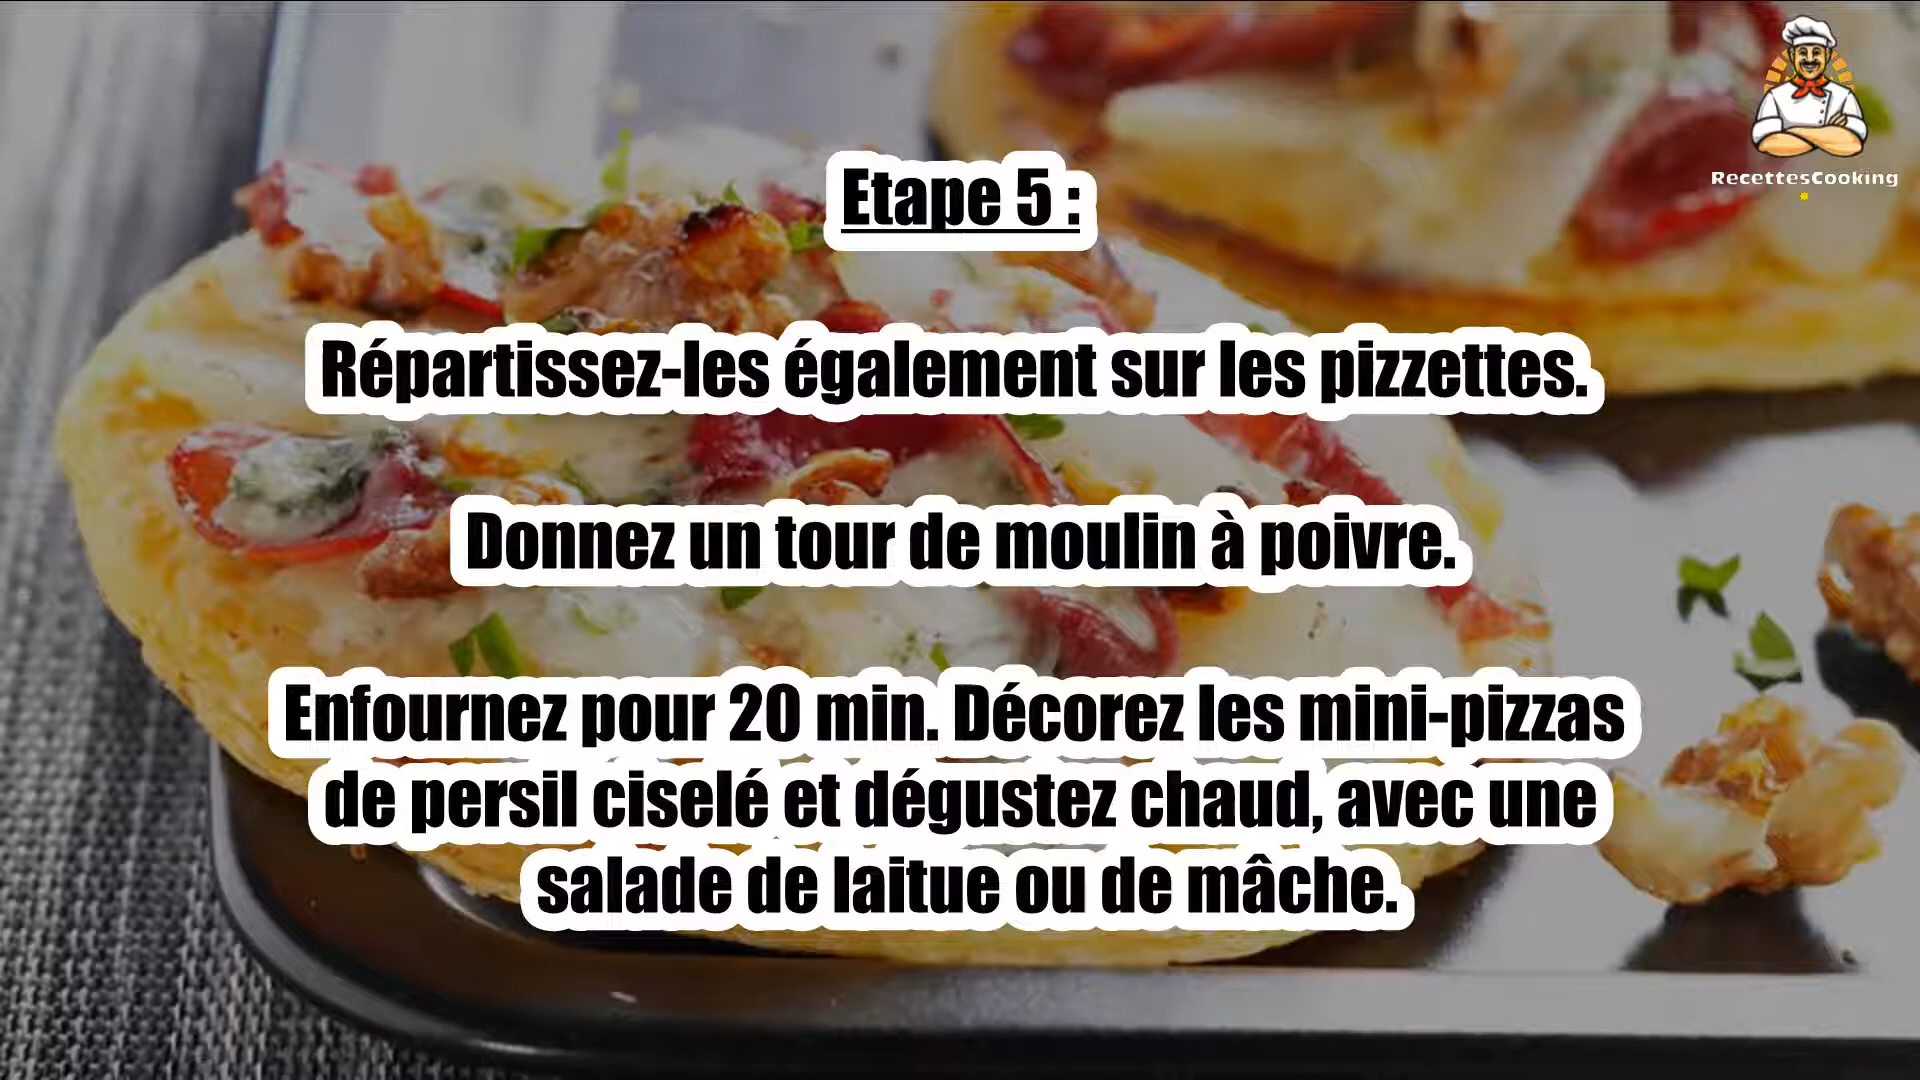 RecettesCooking
Etape 5 :
Répartissez-les également sur les pizzettes.
Donnez un tour de moulin à poivre.
Enfournez pour 20 min. Décorez les mini-pizzas
de persil ciselé et dégustez chaud, avec une
salade de laitue ou de mâche.